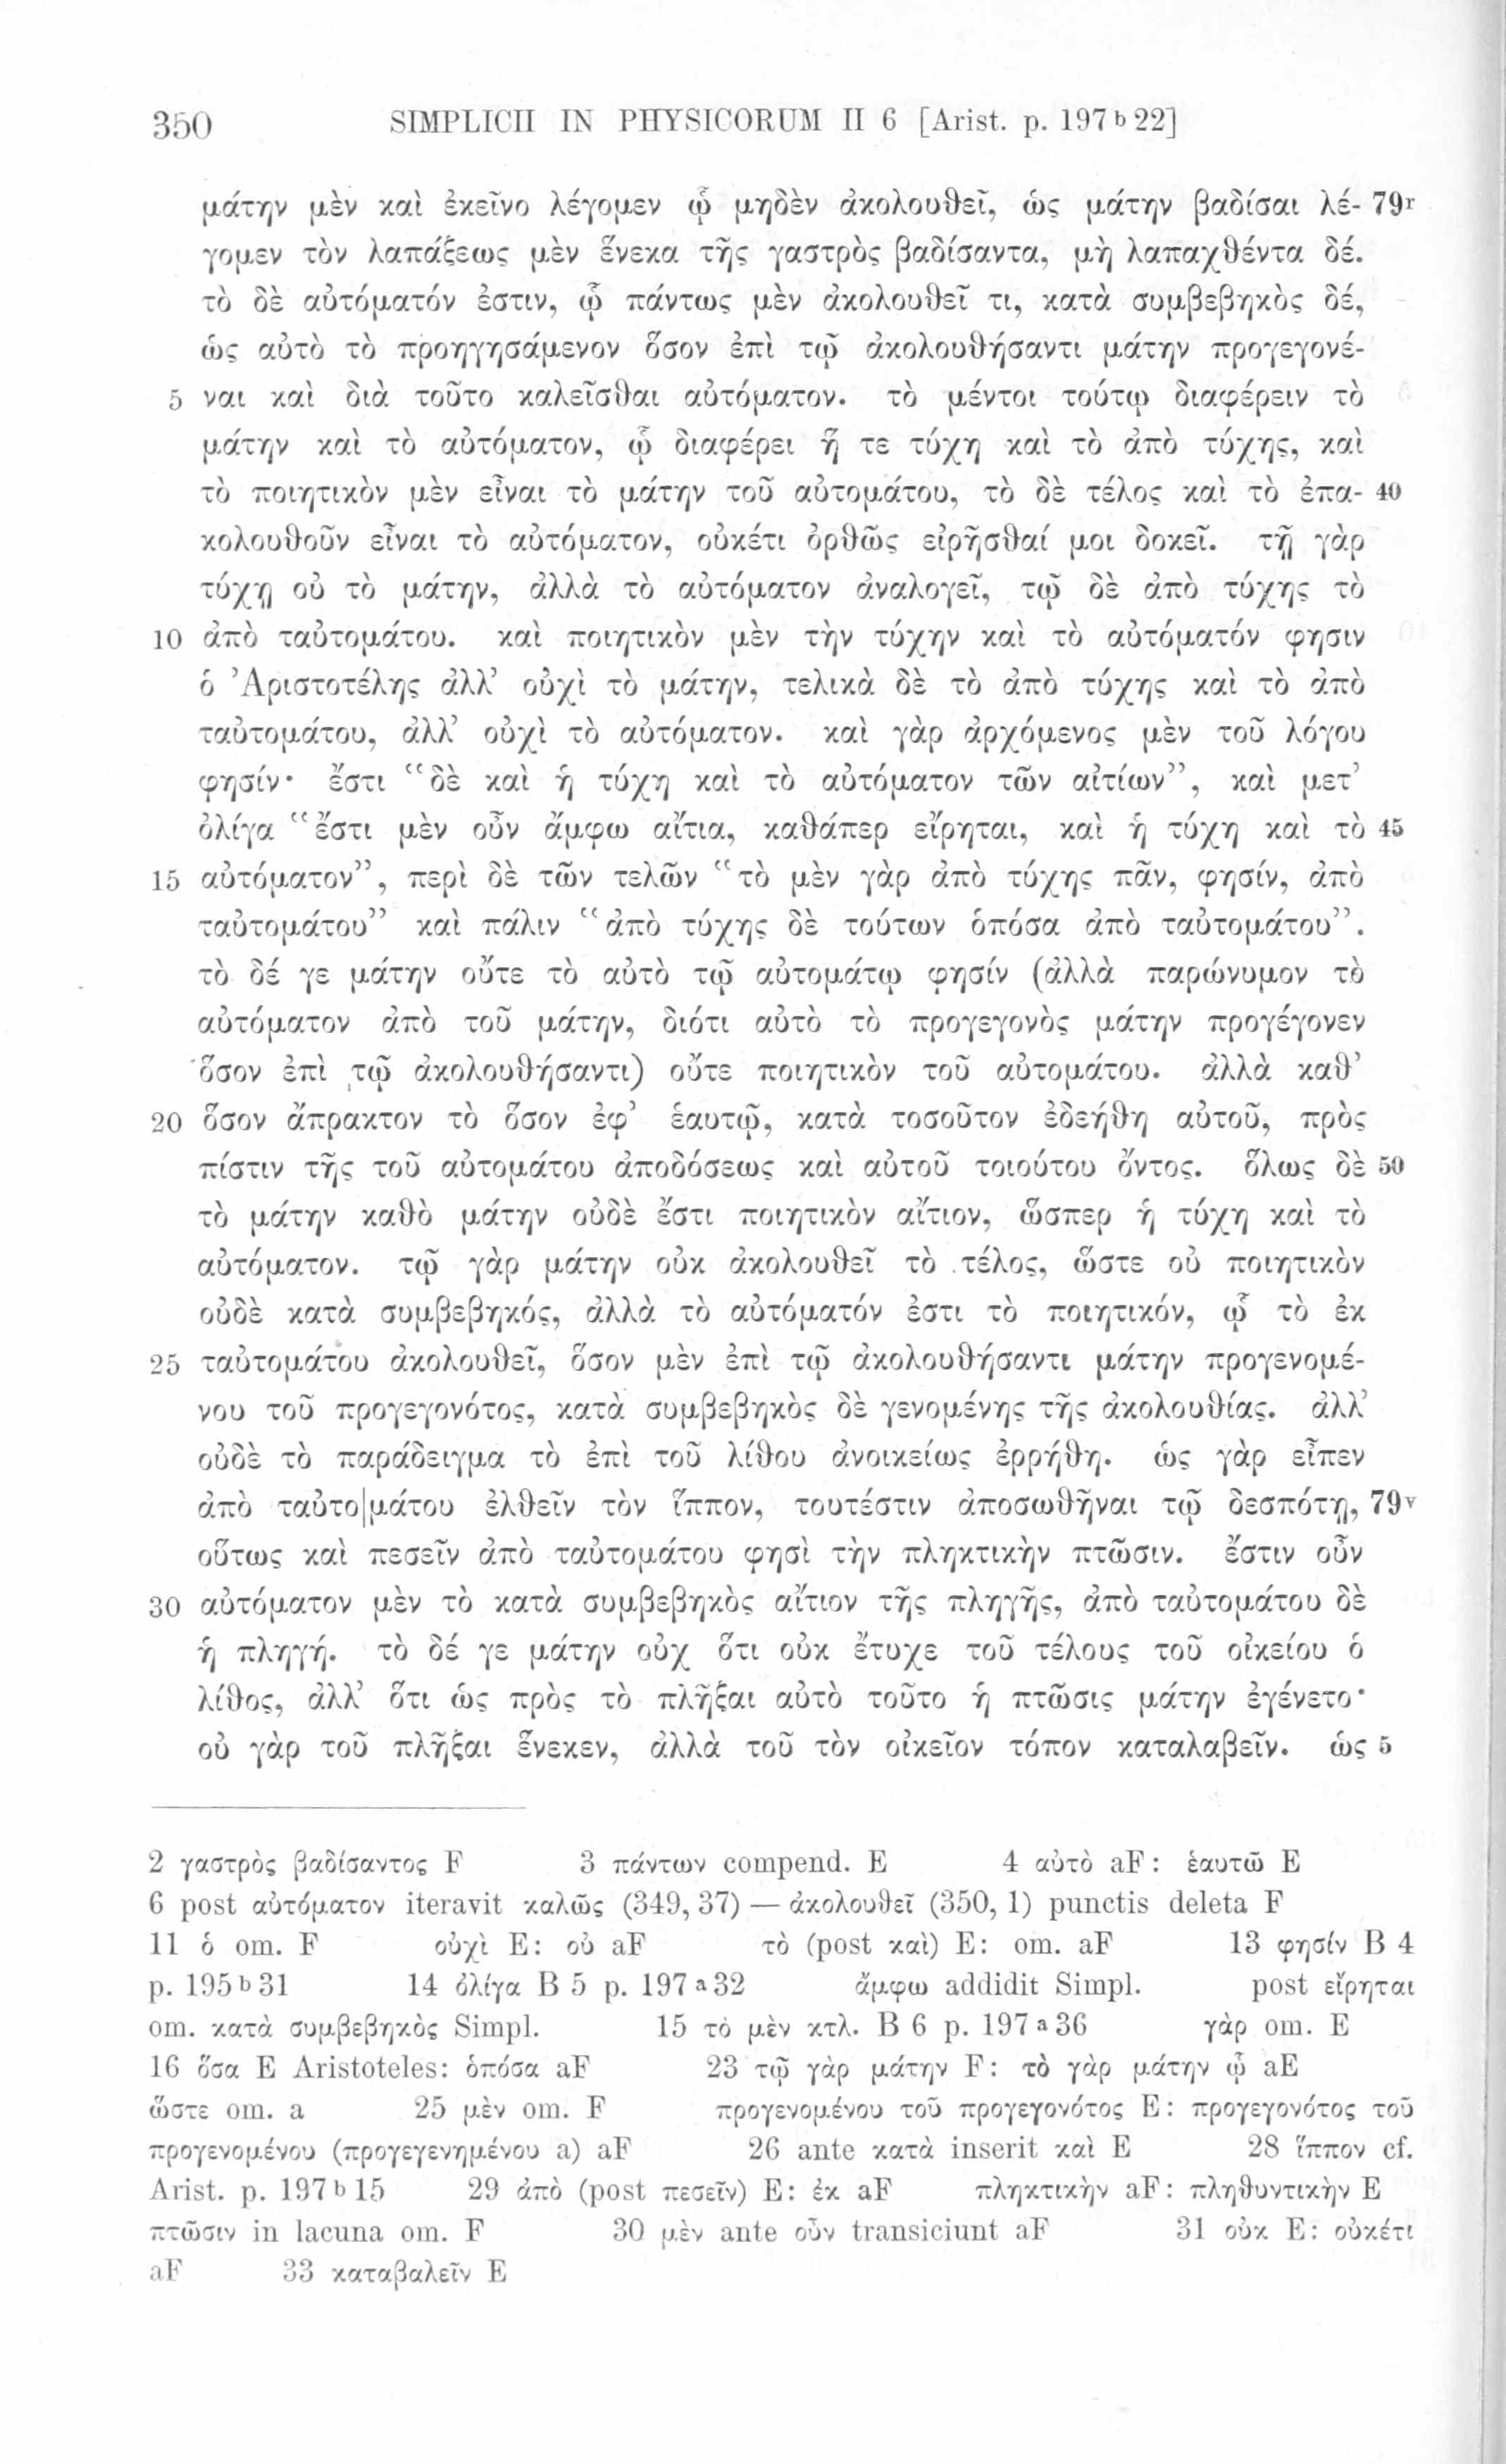 350 SIMPLICII IN PHYSICORUM II 6 [Arist. p. 197 b 22]
μάτην μὲν καὶ ἐκεῖνο λέγομεν ᾧ μηδὲν ἀκολουθεῖ, ὡς μάτην βαδίσαι λέ- 79r
γομεν τὸν λαπάξεως μὲν ἕνεκα τῆς γαστρὸς βαδίσαντα, μὴ λαπαχθέντα δέ.
τὸ δὲ αὐτόματόν ἐστιν, ᾧ πάντως μὲν ἀκολουθεῖ τι, κατὰ συμβεβηκὸς δέ,
ὡς αὐτὸ τὸ προηγησάμενον ὅσον ἐπὶ τῷ ἀκολουθήσαντι μάτην προγεγονέ-
5 ναι καὶ διὰ τοῦτο καλεῖσθαι αὐτόματον. τὸ μέντοι τούτῳ διαφέρειν τὸ
μάτην καὶ τὸ αὐτόματον, ᾧ διαφέρει ἥ τε τύχη καὶ τὸ ἀπὸ τύχης, καὶ
τὸ ποιητικὸν μὲν εἶναι τὸ μάτην τοῦ αὐτομάτου, τὸ δὲ τέλος καὶ τὸ ἐπα- 40
κολουθοῦν εἶναι τὸ αὐτόματον, οὐκέτι ὀρθῶς εἰρῆσθαί μοι δοκεῖ. τῇ γὰρ
τύχῃ οὐ τὸ μάτην, ἀλλὰ τὸ αὐτόματον ἀναλογεῖ, τῷ δὲ ἀπὸ τύχης τὸ
10 ἀπὸ ταὐτομάτου. καὶ ποιητικὸν μὲν τὴν τύχην καὶ τὸ αὐτόματόν φησιν
ὁ Ἀριστοτέλης ἀλλ’ οὐχὶ τὸ μάτην, τελικὰ δὲ τὸ ἀπὸ τύχης καὶ τὸ ἀπὸ
ταὐτομάτου, ἀλλ’ οὐχὶ τὸ αὐτόματον. καὶ γὰρ ἀρχόμενος μὲν τοῦ λόγου
φησίν· ἔστι “δὲ καὶ ἡ τύχη καὶ τὸ αὐτόματον τῶν αἰτίων”, καὶ μετ’
ὀλίγα “ἔστι μὲν οὖν ἄμφω αἴτια, καθάπερ εἴρηται, καὶ ἡ τύχη καὶ τὸ 45
15 αὐτόματον”, περὶ δὲ τῶν τελῶν “τὸ μὲν γὰρ ἀπὸ τύχης πᾶν, φησίν, ἀπὸ
ταὐτομάτου” καὶ πάλιν “ἀπὸ τύχης δὲ τούτων ὁπόσα ἀπὸ ταὐτομάτου”.
τὸ δέ γε μάτην οὔτε τὸ αὐτὸ τῷ αὐτομάτῳ φησίν (ἀλλὰ παρώνυμον τὸ
αὐτόματον ἀπὸ τοῦ μάτην, διότι αὐτὸ τὸ προγεγονὸς μάτην προγέγονεν
ὅσον ἐπὶ τῷ ἀκολουθήσαντι) οὔτε ποιητικὸν τοῦ αὐτομάτου. ἀλλὰ καθ’
20 ὅσον ἄπρακτον τὸ ὅσον ἐφ’ ἑαυτῷ, κατὰ τοσοῦτον ἐδεήθη αὐτοῦ, πρὸς
πίστιν τῆς τοῦ αὐτομάτου ἀποδόσεως καὶ αὐτοῦ τοιούτου ὄντος. ὅλως δὲ 50
τὸ μάτην καθὸ μάτην οὐδὲ ἔστι ποιητικὸν αἴτιον, ὥσπερ ἡ τύχη καὶ τὸ
αὐτόματον. τῷ γὰρ μάτην οὐκ ἀκολουθεῖ τὸ τέλος, ὥστε οὐ ποιητικὸν
οὐδὲ κατὰ συμβεβηκός, ἀλλὰ τὸ αὐτόματόν ἐστι τὸ ποιητικόν, ᾧ τὸ ἐκ
25 ταὐτομάτου ἀκολουθεῖ, ὅσον μὲν ἐπὶ τῷ ἀκολουθήσαντι μάτην προγενομέ-
νου τοῦ προγεγονότος, κατὰ συμβεβηκὸς δὲ γενομένης τῆς ἀκολουθίας. ἀλλ’
οὐδὲ τὸ παράδειγμα τὸ ἐπὶ τοῦ λίθου ἀνοικείως ἐρρήθη. ὡς γὰρ εἶπεν
ἀπὸ ταὐτο|μάτου ἐλθεῖν τὸν ἵππον, τουτέστιν ἀποσωθῆναι τῷ δεσπότῃ, 79v
οὕτως καὶ πεσεῖν ἀπὸ ταὐτομάτου φησὶ τὴν πληκτικὴν πτῶσιν. ἔστιν οὖν
30 αὐτόματον μὲν τὸ κατὰ συμβεβηκὸς αἴτιον τῆς πληγῆς, ἀπὸ ταὐτομάτου δὲ
ἡ πληγή. τὸ δέ γε μάτην οὐχ ὅτι οὐκ ἔτυχε τοῦ τέλους τοῦ οἰκείου ὁ
λίθος, ἀλλ’ ὅτι ὡς πρὸς τὸ πλῆξαι αὐτὸ τοῦτο ἡ πτῶσις μάτην ἐγένετο·
οὐ γὰρ τοῦ πλῆξαι ἕνεκεν, ἀλλὰ τοῦ τὸν οἰκεῖον τόπον καταλαβεῖν. ὡς 5
2 γαστρὸς βαδίσαντος F 3 πάντων compend. E 4 αὐτὸ aF: ἑαυτῶ E
6 post αὐτόματον iteravit καλῶς (349, 37) — ἀκολουθεῖ (350, 1) punctis deleta F
11 ὁ om. F οὐχὶ E: οὐ aF τὸ (post καὶ) E: om. aF 13 φησίν B 4
p. 195 b 31 14 ὀλίγα B 5 p. 197 a 32 ἄμφω addidit Simpl. post εἴρηται
om. κατὰ συμβεβηκὸς Simpl. 15 τὸ μὲν κτλ. B 6 p. 197 a 36 γὰρ om. E
16 ὅσα E Aristoteles: ὁπόσα aF 23 τῷ γὰρ μάτην F: τὸ γὰρ μάτην ᾧ aE
ὥστε om. a 25 μὲν om. F προγενομένου τοῦ προγεγονότος E: προγεγονότος τοῦ
προγενομένου (προγεγενημένου a) aF 26 ante κατὰ inserit καὶ E 28 ἵππον cf.
Arist. p. 197 b 15 29 ἀπὸ (post πεσεῖν) E: ἐκ aF πληκτικὴν aF: πληθυντικὴν E
πτῶσιν in lacuna om. F 30 μὲν ante οὖν transiciunt aF 31 οὐκ E: οὐκέτι
aF 33 καταβαλεῖν E